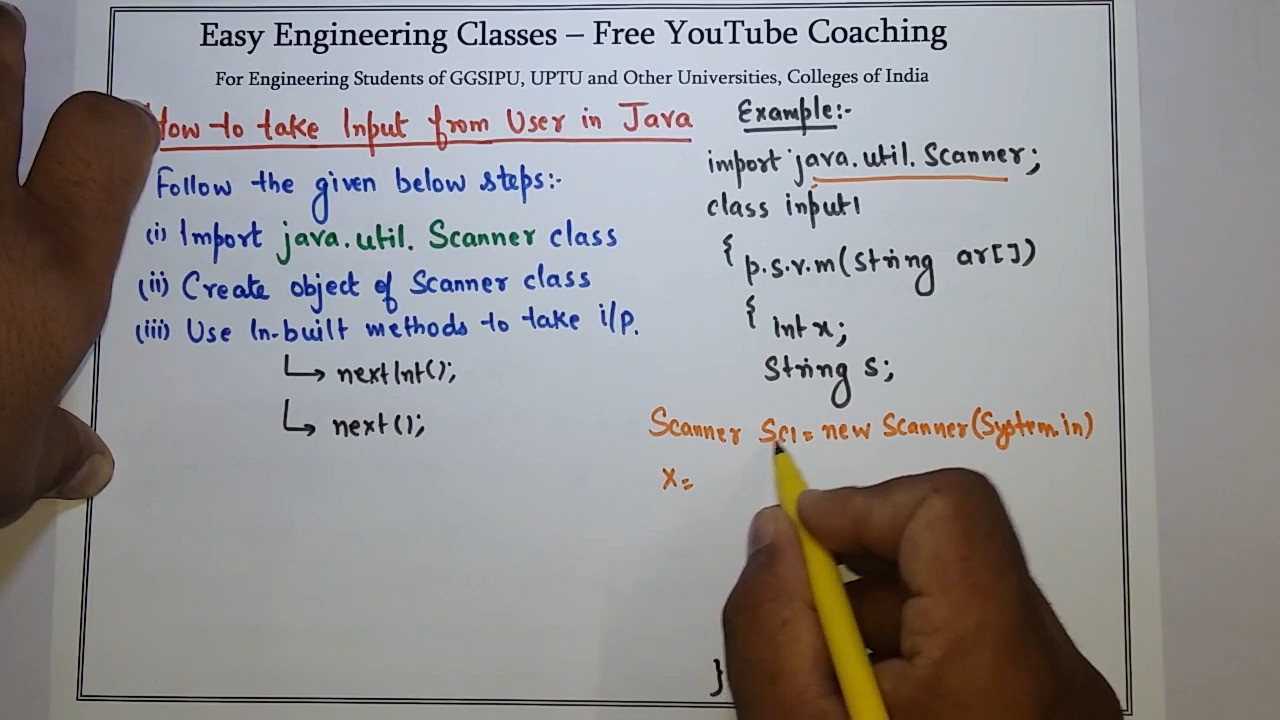 Easy Engineering Classes – Free YouTube Coaching
For Engineering Students of GGSIPU, UPTU and Other Universities, Colleges of India
How to take Input from User in Java
Follow the given below steps:-
(i) Import java.util. Scanner class
(ii) Create object of Scanner class
(iii) Use In-built methods to take i/p.
↳ nextInt();
↳ next();
Example:-
import java.util. Scanner;
class input1
{ p.s.v.m(String ar[])
{ int x;
String s;
Scanner Sc1= new Scanner(System.in)
x=
}